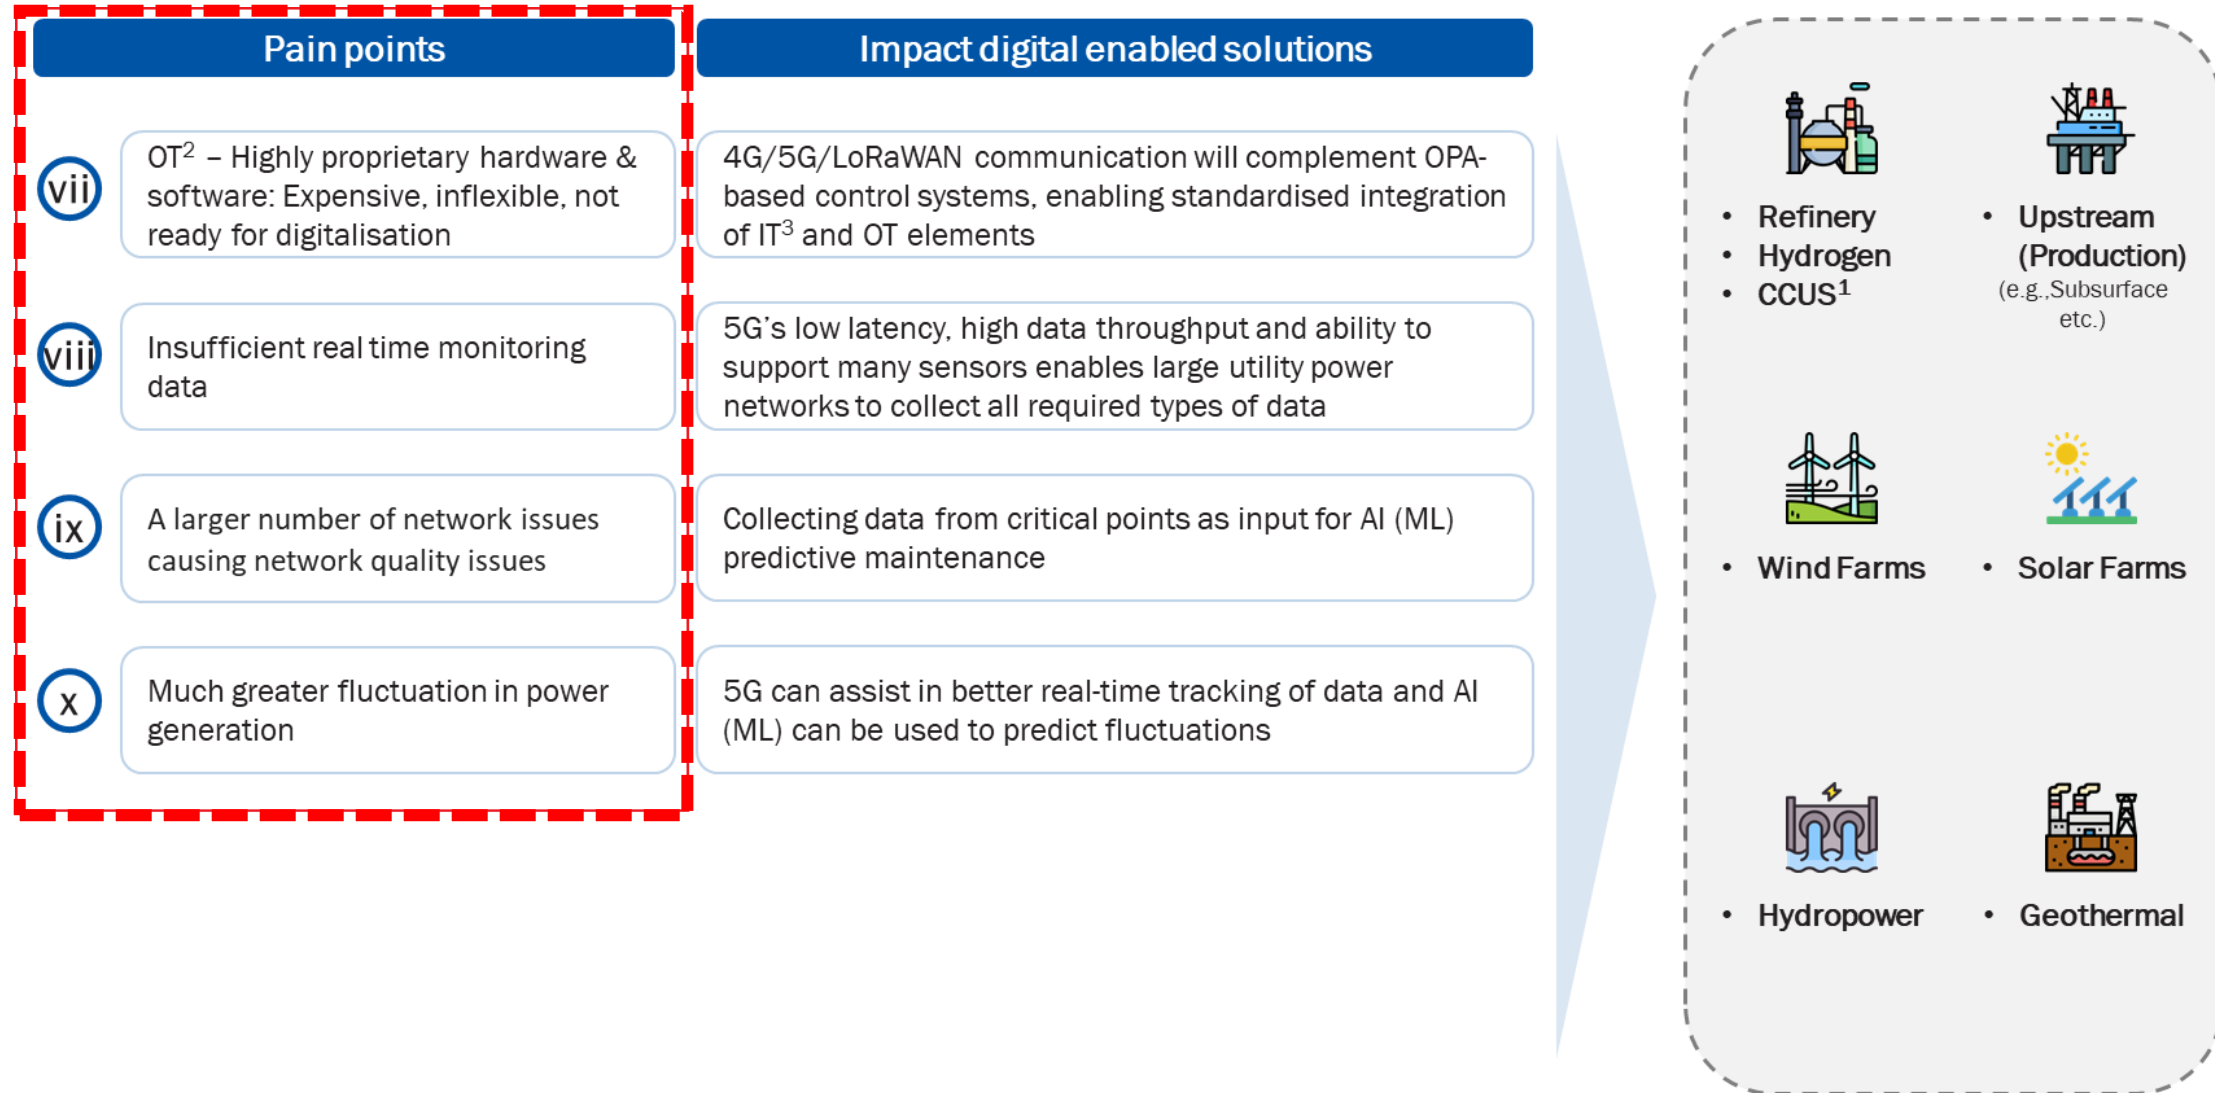 Pain points
Impact digital enabled solutions
vii
OT² – Highly proprietary hardware &
software: Expensive, inflexible, not
ready for digitalisation
4G/5G/LoRaWAN communication will complement OPA-
based control systems, enabling standardised integration
of IT³ and OT elements
viii
Insufficient real time monitoring
data
5G's low latency, high data throughput and ability to
support many sensors enables large utility power
networks to collect all required types of data
ix
A larger number of network issues
causing network quality issues
Collecting data from critical points as input for AI (ML)
predictive maintenance
x
Much greater fluctuation in power
generation
5G can assist in better real-time tracking of data and AI
(ML) can be used to predict fluctuations
• Refinery
• Hydrogen
• CCUS¹
• Upstream
(Production)
(e.g.,Subsurface
etc.)
• Wind Farms
• Solar Farms
• Hydropower
• Geothermal